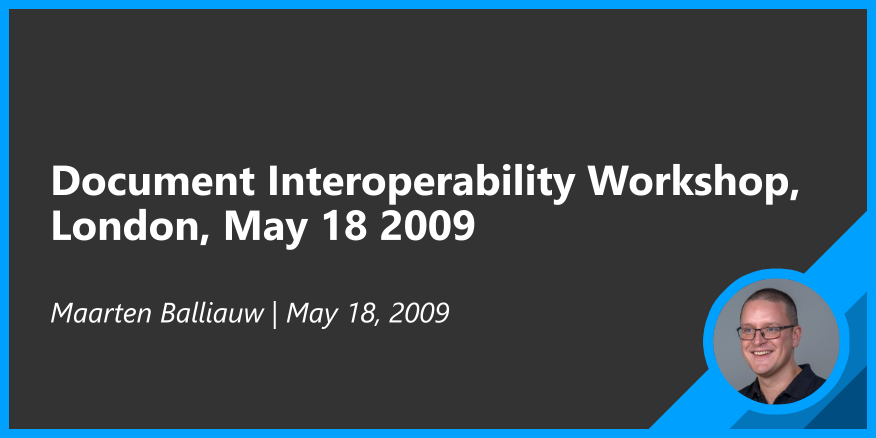 Document Interoperability Workshop,
London, May 18 2009
Maarten Balliauw | May 18, 2009